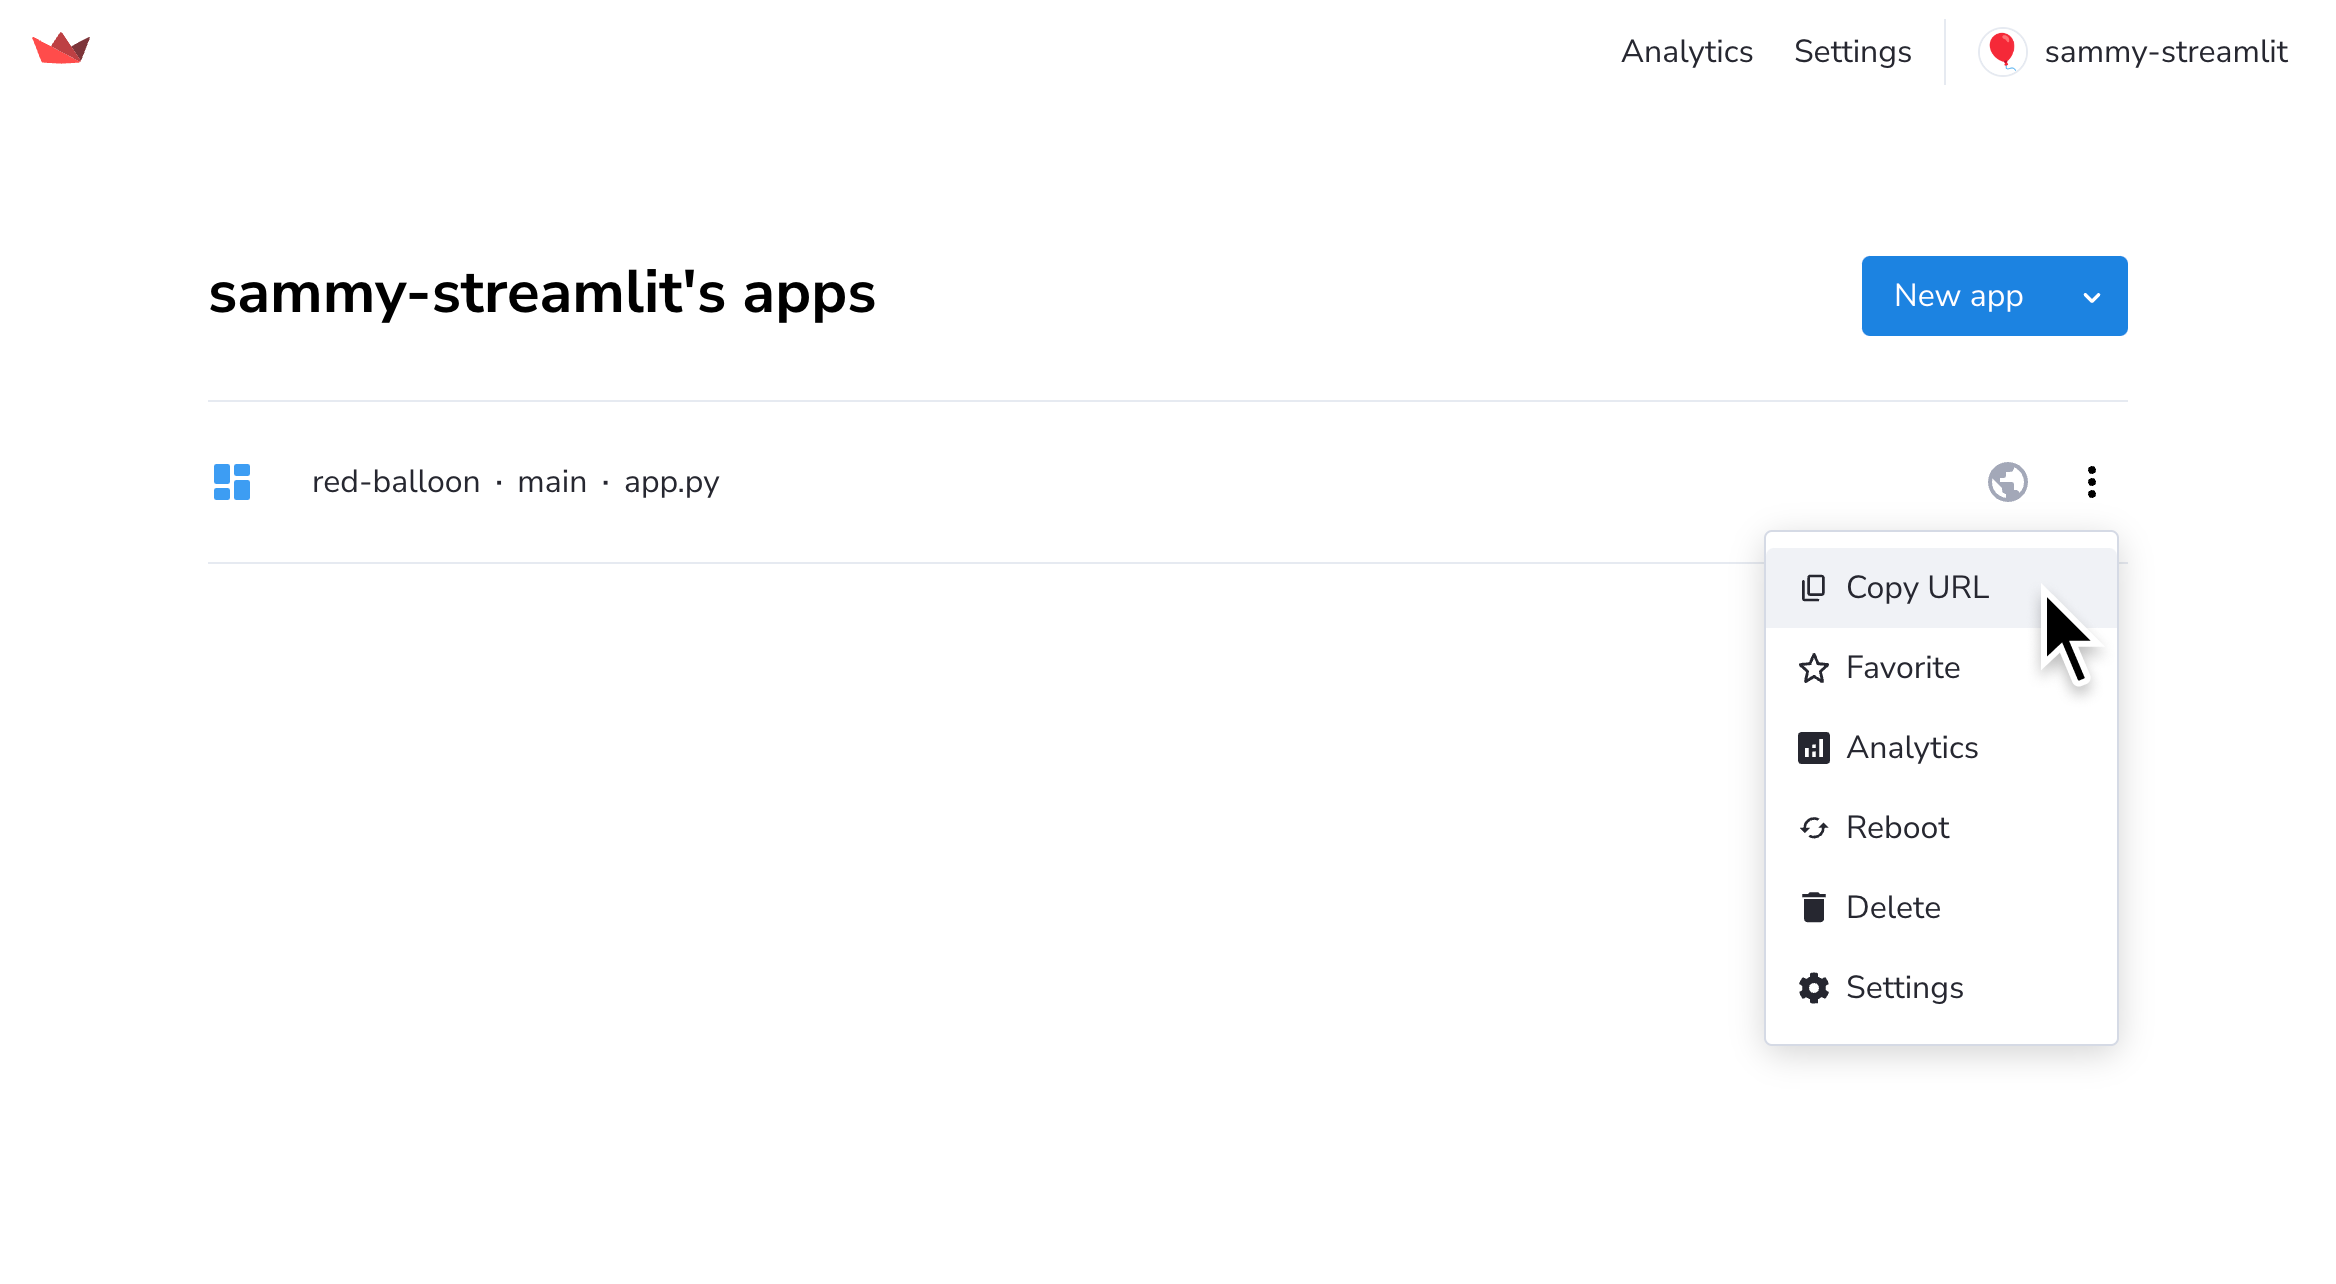 Analytics Settings sammy-streamlit
sammy-streamlit's apps
New app
red-balloon · main · app.py
Copy URL
Favorite
Analytics
Reboot
Delete
Settings